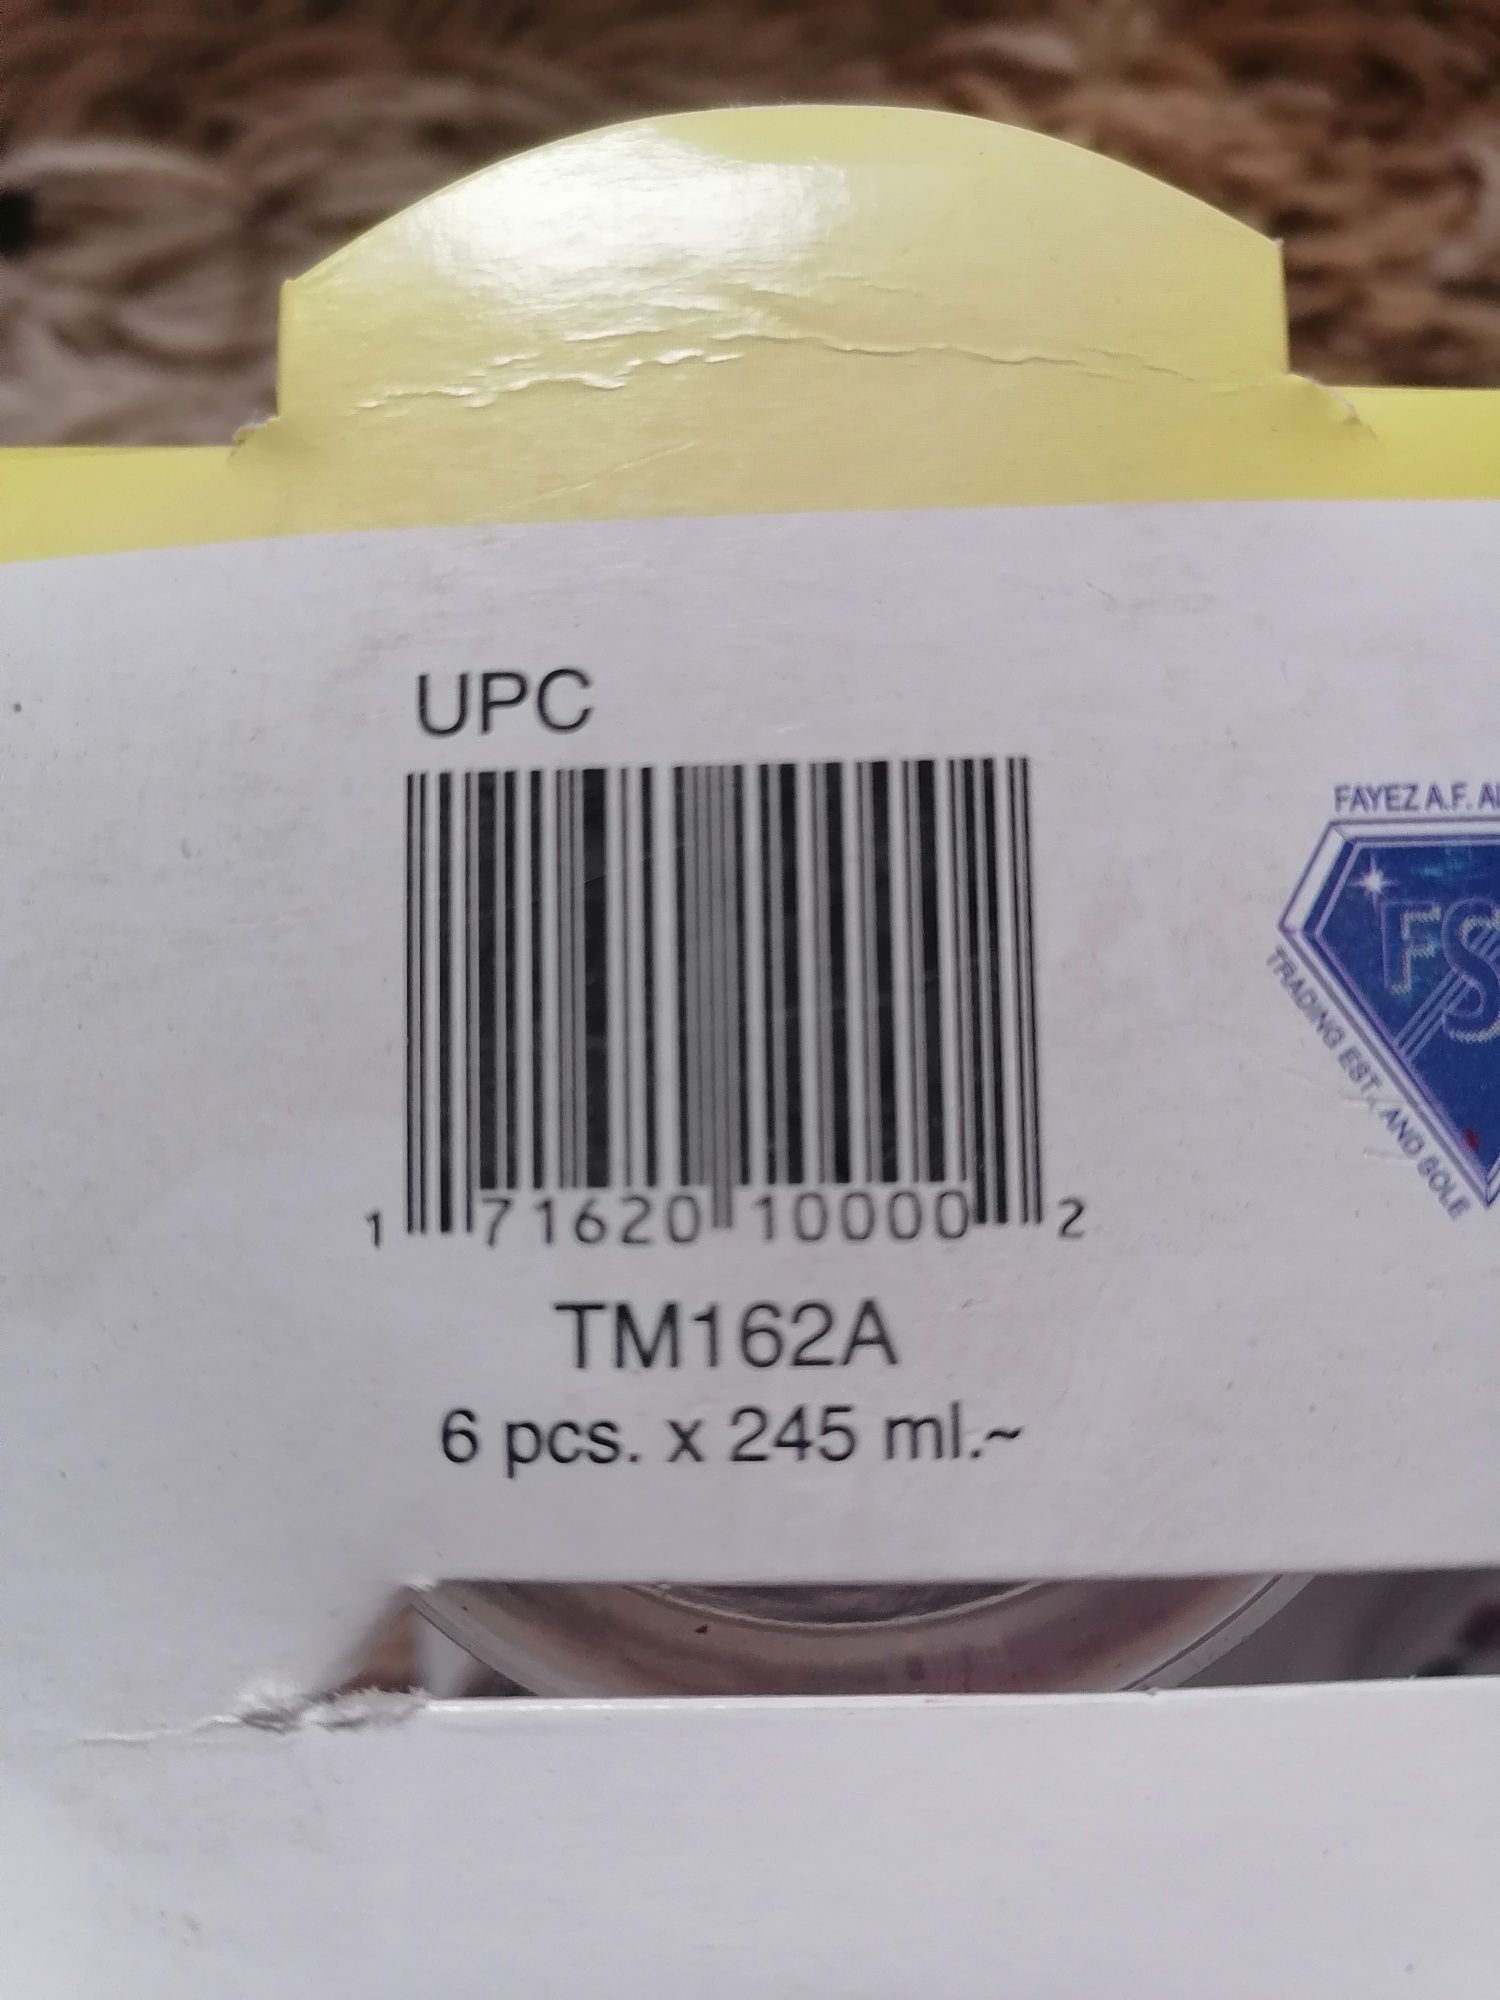 UPC
1 71620 10000 2
TM162A
6 pcs. x 245 ml.~
FAYEZ A.F.
FS
TRADING EST., AND SOLE